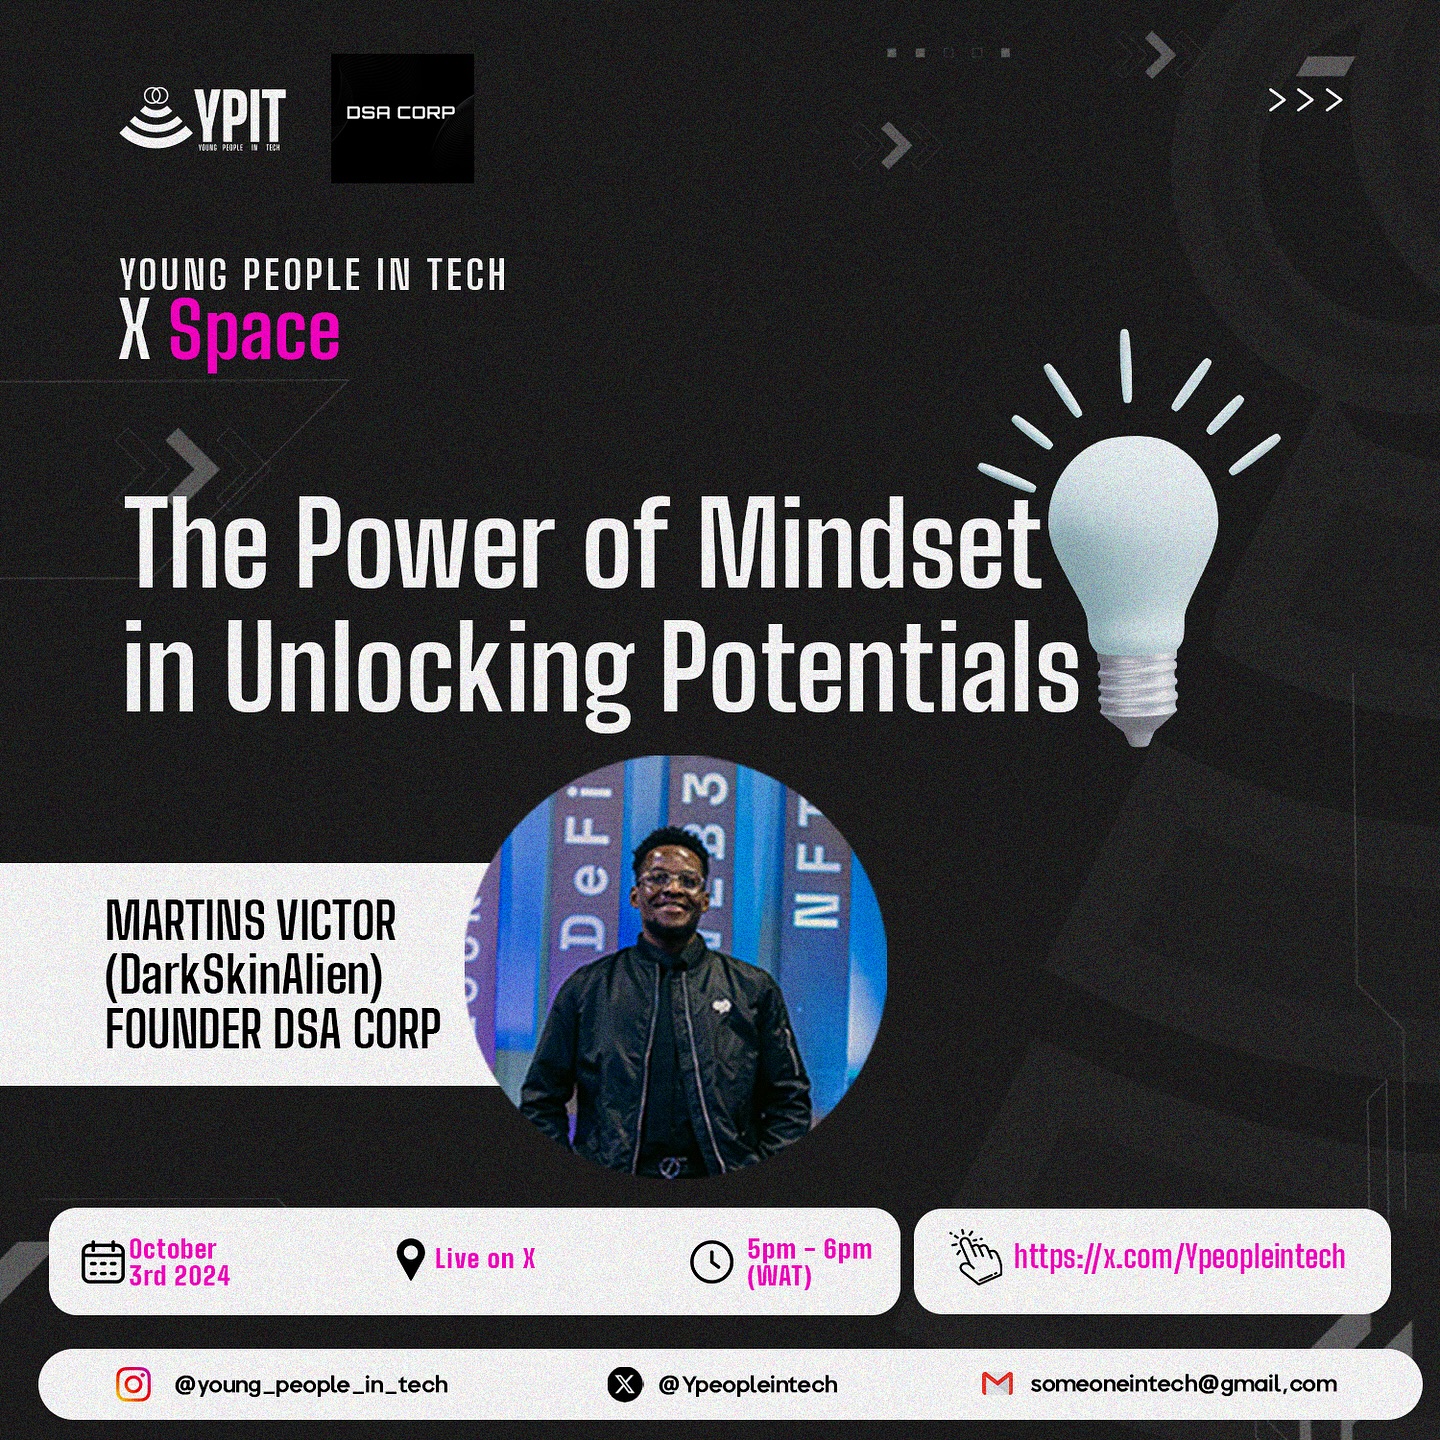 YPIT
YOUNG PEOPLE IN TECH
DSA CORP
YOUNG PEOPLE IN TECH
X Space
The Power of Mindset
in Unlocking Potentials
DeFi
WEB3
NFT
MARTINS VICTOR
(DarkSkinAlien)
FOUNDER DSA CORP
October
3rd 2024
Live on X
5pm - 6pm
(WAT)
https://x.com/Ypeopleintech
@young_people_in_tech
@Ypeopleintech
someoneintech@gmail,com